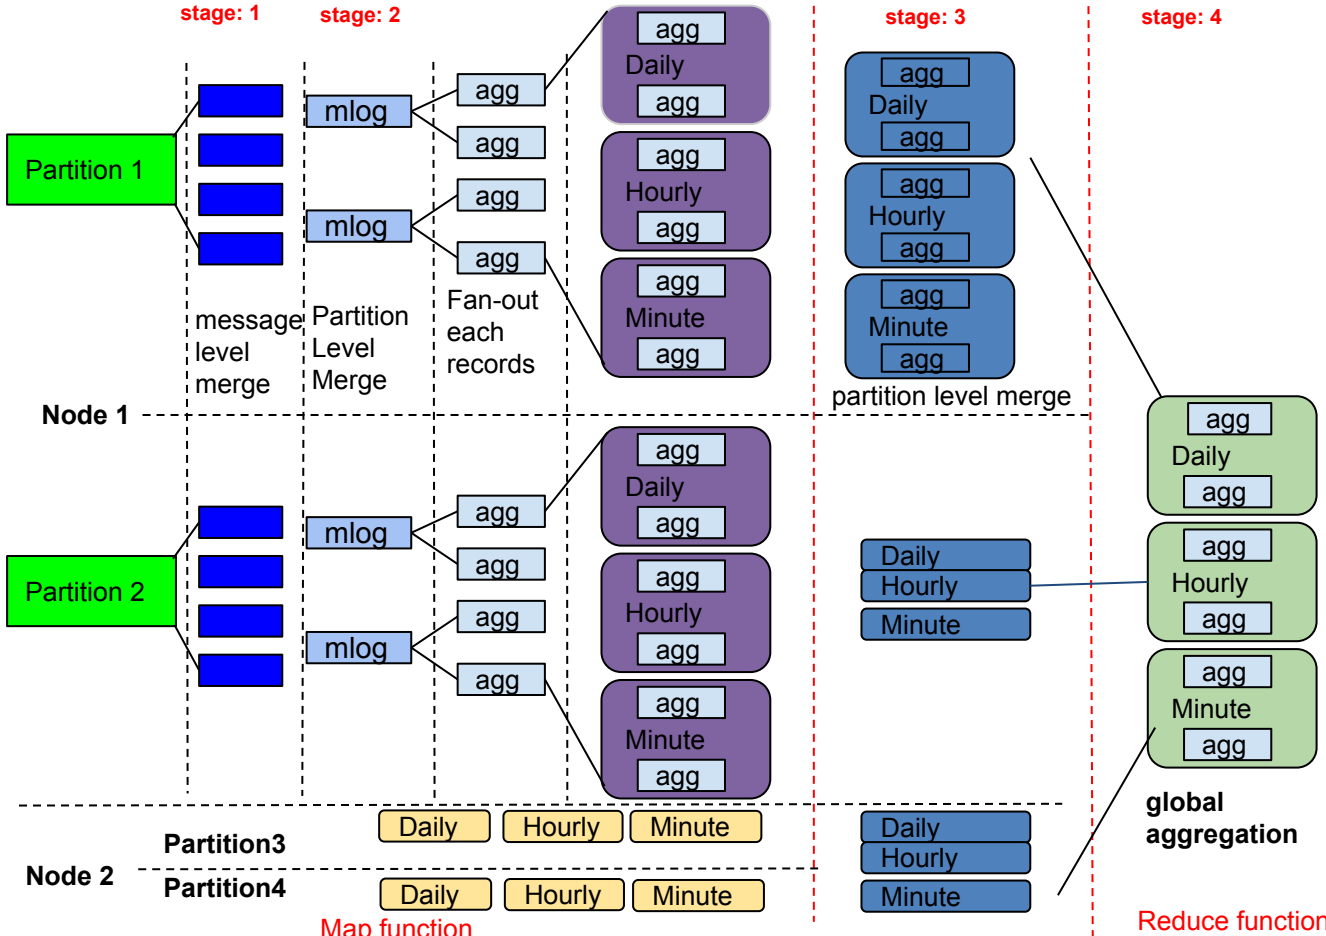 stage: 1
stage: 2
stage: 3
stage: 4
Partition 1
mlog
mlog
agg
agg
agg
agg
agg
Daily
agg
agg
Hourly
agg
agg
Minute
agg
agg
Daily
agg
agg
Hourly
agg
agg
Minute
agg
message
level
merge
Partition
Level
Merge
Fan-out
each
records
partition level merge
Node 1
Partition 2
mlog
mlog
agg
agg
agg
agg
agg
Daily
agg
agg
Hourly
agg
agg
Minute
agg
Daily
Hourly
Minute
agg
Daily
agg
agg
Hourly
agg
agg
Minute
agg
global
aggregation
Node 2
Partition3
Daily
Hourly
Minute
Partition4
Daily
Hourly
Minute
Daily
Hourly
Minute
Map function
Reduce function